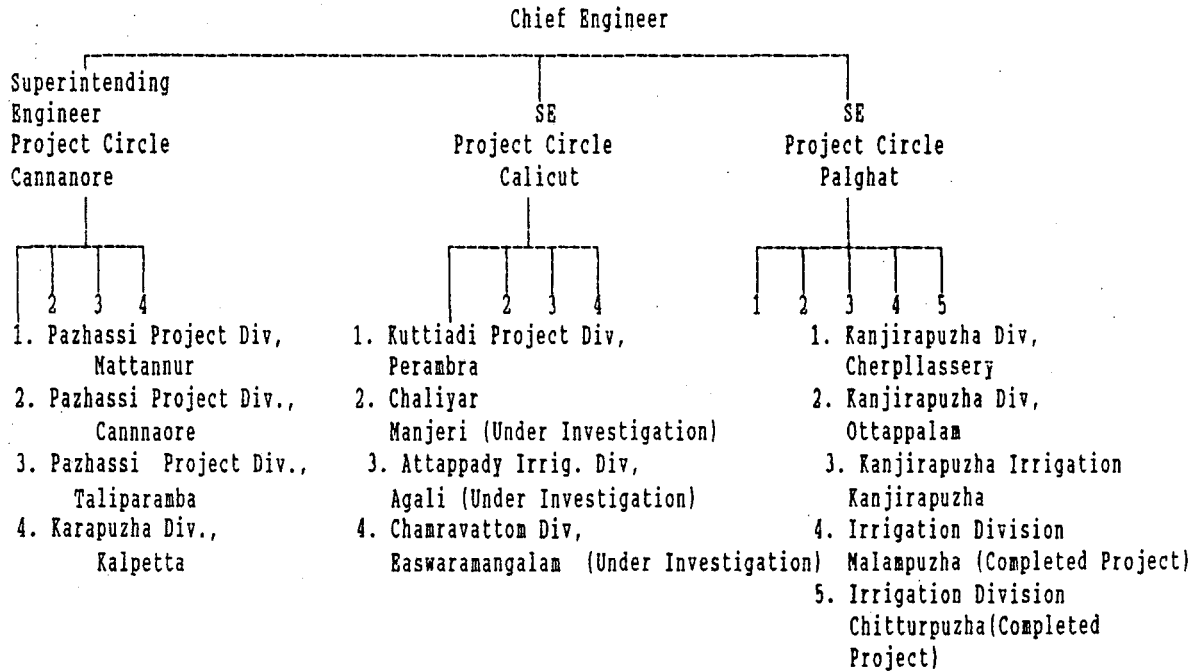 Chief Engineer
Superintending
Engineer
Project Circle
Cannanore
SE
Project Circle
Calicut
SE
Project Circle
Palghat
2 3 4
1. Pazhassi Project Div,
Mattannur
2. Pazhassi Project Div.,
Cannnaore
3. Pazhassi Project Div.,
Taliparamba
4. Karapuzha Div.,
Kalpetta
2 3 4
1. Kuttiadi Project Div,
Perambra
2. Chaliyar
Manjeri (Under Investigation)
3. Attappady Irrig. Div,
Agali (Under Investigation)
4. Chamravattom Div,
Easwaramangalam (Under Investigation)
1 2 3 4 5
1. Kanjirapuzha Div,
Cherpllassery
2. Kanjirapuzha Div,
Ottappalam
3. Kanjirapuzha Irrigation
Kanjirapuzha
4. Irrigation Division
Malampuzha (Completed Project)
5. Irrigation Division
Chitturpuzha(Completed
Project)